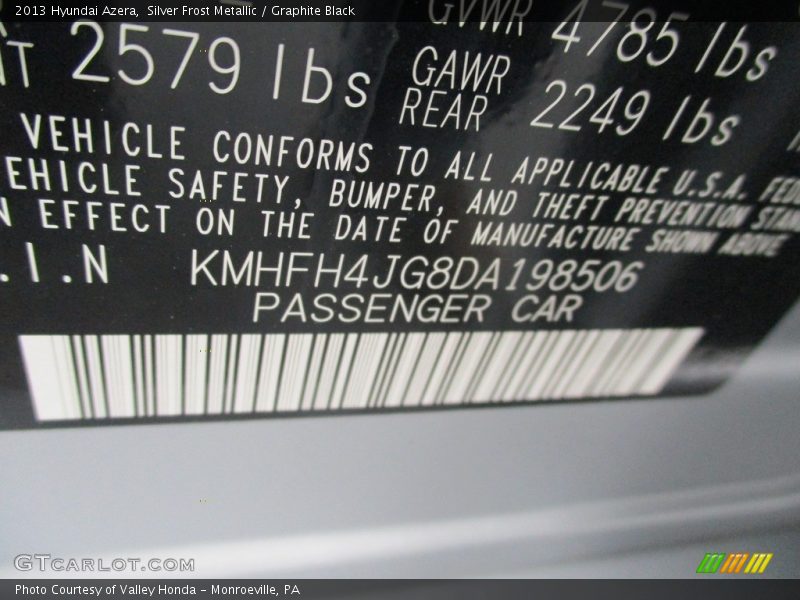 2013 Hyundai Azera, Silver Frost Metallic / Graphite Black
GVWR 4785 lbs
2579 lbs GAWR
REAR 2249 lbs
VEHICLE CONFORMS TO ALL APPLICABLE U.S.A.
VEHICLE SAFETY, BUMPER, AND THEFT PREVENTION
EFFECT ON THE DATE OF MANUFACTURE SHOWN ABOVE
.I.N KMHFH4JG8DA198506
PASSENGER CAR
GTCARLOT.COM
Photo Courtesy of Valley Honda - Monroeville, PA